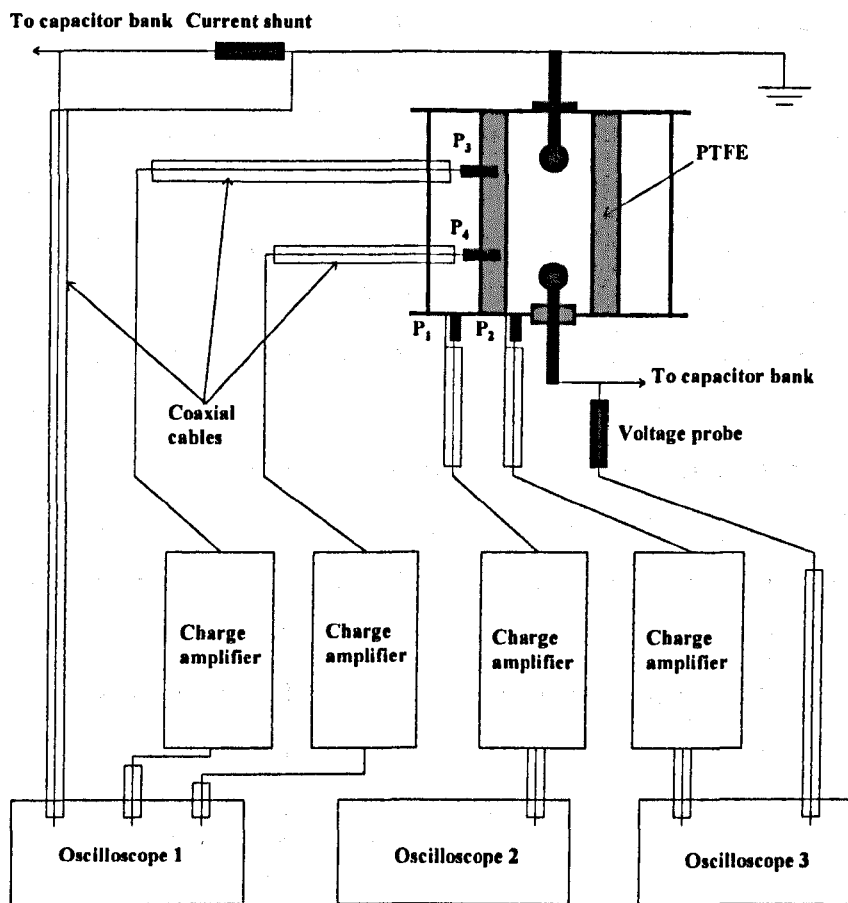 To capacitor bank Current shunt
P3
PTFE
P4
P1
P2
To capacitor bank
Coaxial
cables
Voltage probe
Charge
amplifier
Charge
amplifier
Charge
amplifier
Charge
amplifier
Oscilloscope 1
Oscilloscope 2
Oscilloscope 3